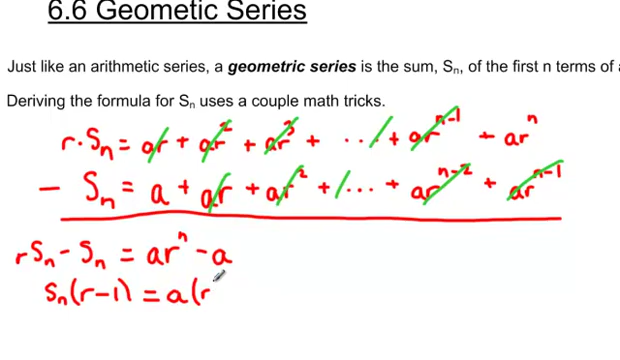 6.6 Geometic Series
Just like an arithmetic series, a geometric series is the sum, Sₙ, of the first n terms of
Deriving the formula for Sₙ uses a couple math tricks.
r·Sₙ = ar + ar² + ar³ + ... + arⁿ⁻¹ + arⁿ
- Sₙ = a + ar + ar² + ... + arⁿ⁻² + arⁿ⁻¹
rSₙ - Sₙ = arⁿ - a
Sₙ(r-1) = a(r